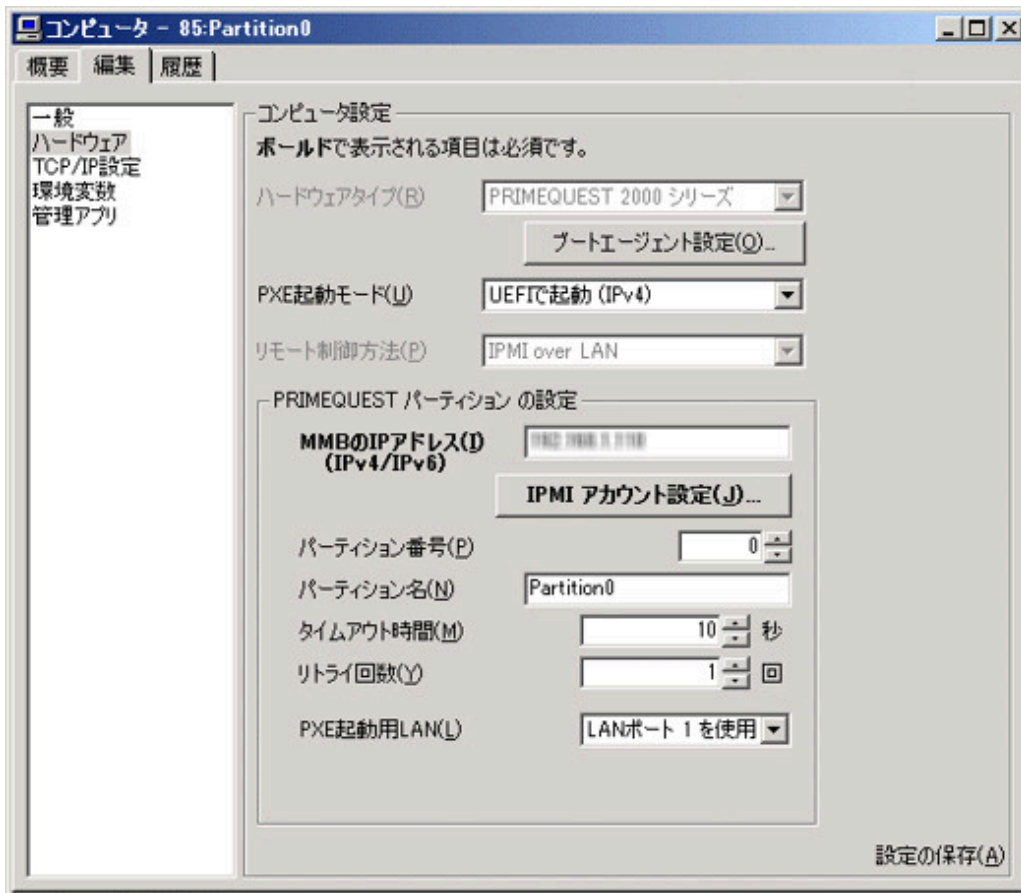 コンピュータ - 85:Partition0
概要 編集 履歴
一般
ハードウェア
TCP/IP設定
環境変数
管理アプリ
コンピュータ設定
ボールドで表示される項目は必須です。
ハードウェアタイプ(R) PRIMEQUEST 2000 シリーズ
ブートエージェント設定(O)...
PXE起動モード(U) UEFIで起動 (IPv4)
リモート制御方法(P) IPMI over LAN
PRIMEQUEST パーティション の設定
MMBのIPアドレス(I)
(IPv4/IPv6)
IPMI アカウント設定(J)...
パーティション番号(P) 0
パーティション名(N) Partition0
タイムアウト時間(M) 10 秒
リトライ回数(Y) 1 回
PXE起動用LAN(L) LANポート 1 を使用
設定の保存(A)